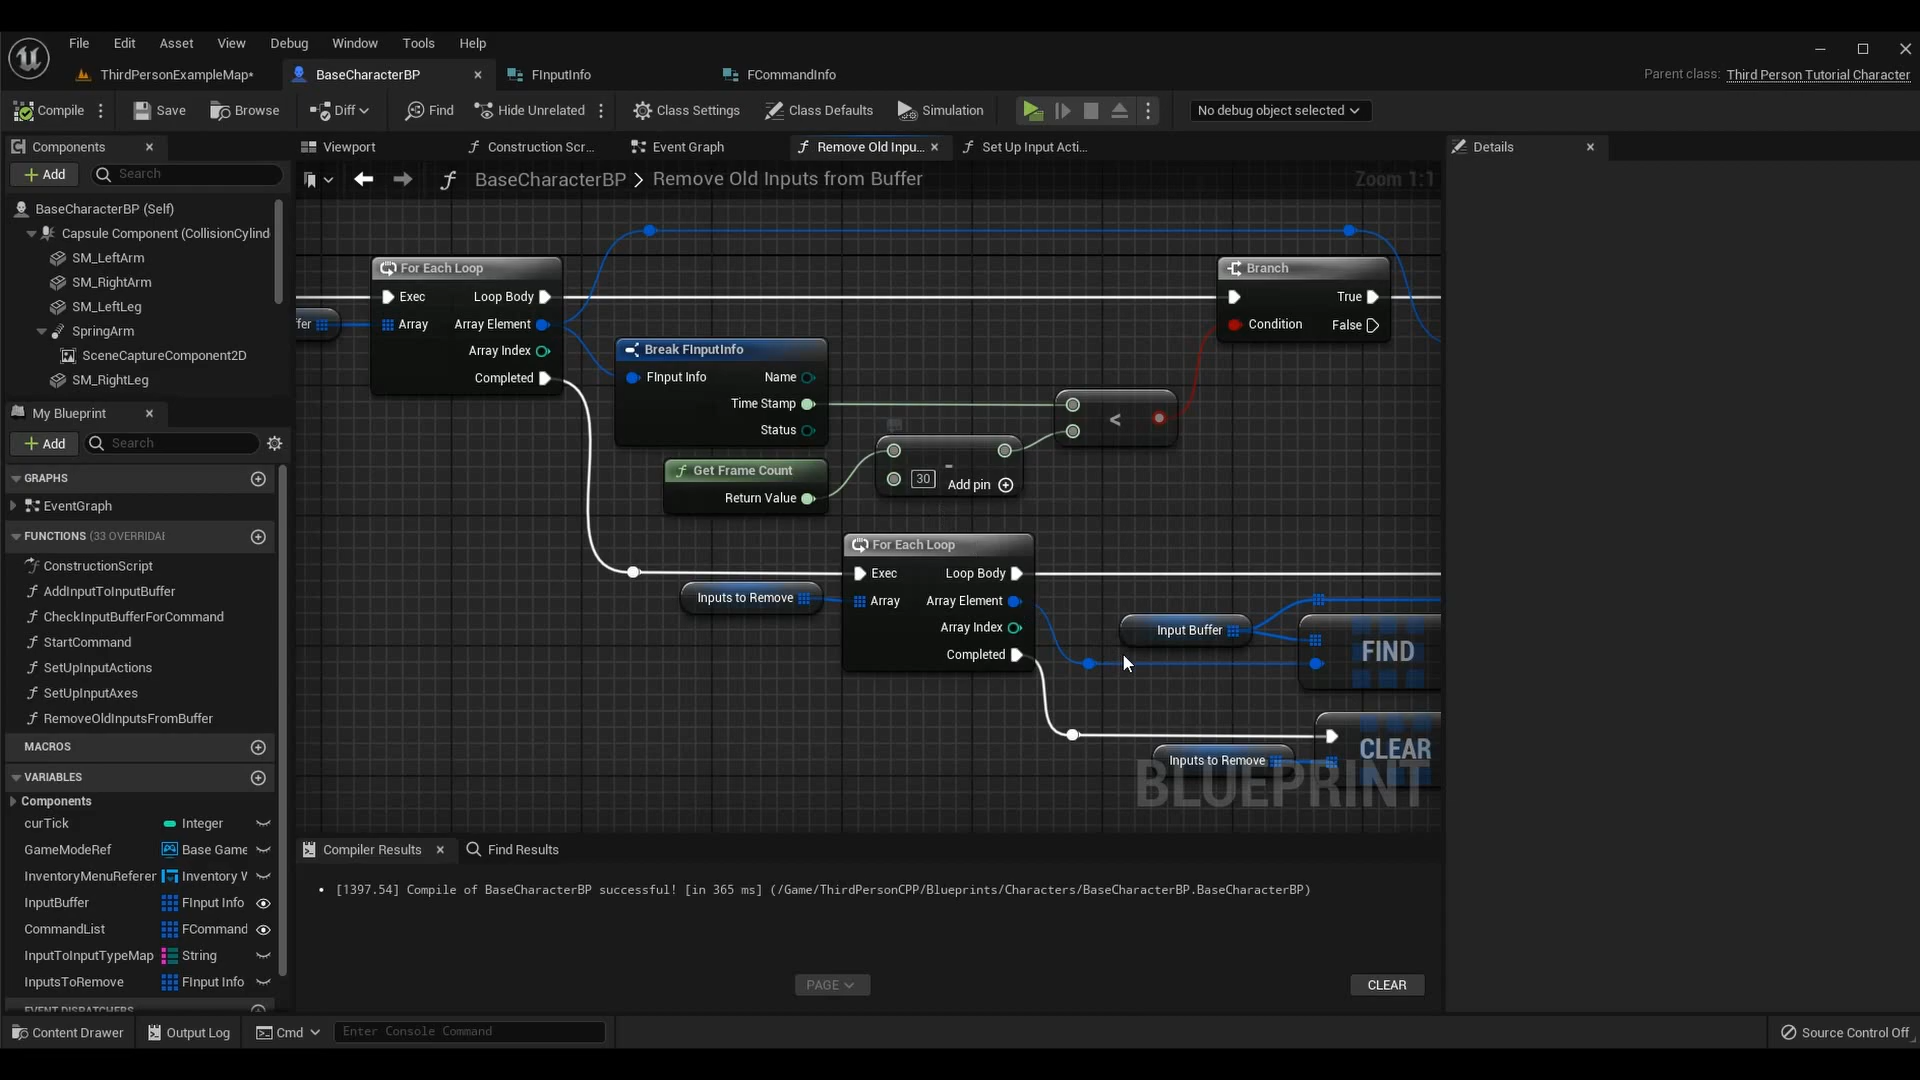 File Edit Asset View Debug Window Tools Help
ThirdPersonExampleMap* BaseCharacterBP FInputInfo FCommandInfo
Parent class: Third Person Tutorial Character
Compile Save Browse Diff Find Hide Unrelated Class Settings Class Defaults Simulation No debug object selected
Components
Viewport Construction Scr... Event Graph Remove Old Inpu... Set Up Input Acti... Details
+ Add Search
BaseCharacterBP > Remove Old Inputs from Buffer Zoom 1:1
BaseCharacterBP (Self)
Capsule Component (CollisionCylind
SM_LeftArm
SM_RightArm
SM_LeftLeg
SpringArm
SceneCaptureComponent2D
SM_RightLeg
My Blueprint
+ Add Search
GRAPHS
EventGraph
FUNCTIONS (33 OVERRIDAB
ConstructionScript
AddInputToInputBuffer
CheckInputBufferForCommand
StartCommand
SetUpInputActions
SetUpInputAxes
RemoveOldInputsFromBuffer
MACROS
VARIABLES
Components
curTick Integer
GameModeRef Base Game
InventoryMenuReferer Inventory W
InputBuffer FInput Info
CommandList FCommand
InputToInputTypeMap String
InputsToRemove FInput Info
EVENT DISPATCHERS
For Each Loop
Exec Loop Body
ffer Array Array Element
Array Index
Completed
Branch
True
Condition False
Break FInputInfo
FInput Info Name
Time Stamp
Status
<
Get Frame Count
Return Value
-
30 Add pin
For Each Loop
Exec Loop Body
Inputs to Remove Array Array Element
Array Index
Completed
Input Buffer
FIND
CLEAR
Inputs to Remove
BLUEPRINT
Compiler Results Find Results
• [1397.54] Compile of BaseCharacterBP successful! [in 365 ms] (/Game/ThirdPersonCPP/Blueprints/Characters/BaseCharacterBP.BaseCharacterBP)
PAGE CLEAR
Content Drawer Output Log Cmd Enter Console Command Source Control Off